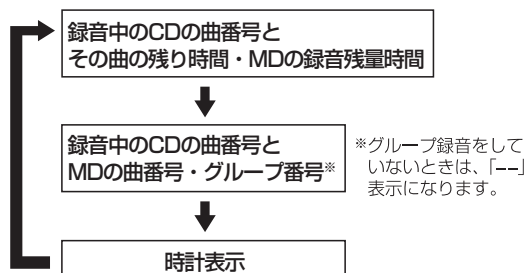 録音中のCDの曲番号と
その曲の残り時間・MDの録音残量時間
録音中のCDの曲番号と
MDの曲番号・グループ番号※
※グループ録音をして
いないときは、「--」
表示になります。
時計表示